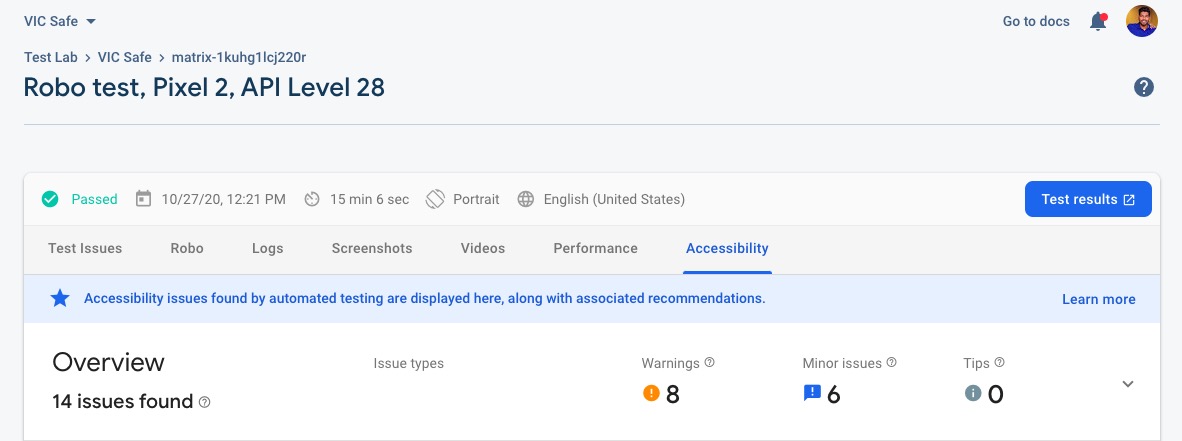 VIC Safe
Go to docs
Test Lab > VIC Safe > matrix-1kuhg1lcj220r
Robo test, Pixel 2, API Level 28
Passed 10/27/20, 12:21 PM 15 min 6 sec Portrait English (United States) Test results
Test Issues Robo Logs Screenshots Videos Performance Accessibility
Accessibility issues found by automated testing are displayed here, along with associated recommendations. Learn more
Overview Issue types Warnings Minor issues Tips
14 issues found 8 6 0